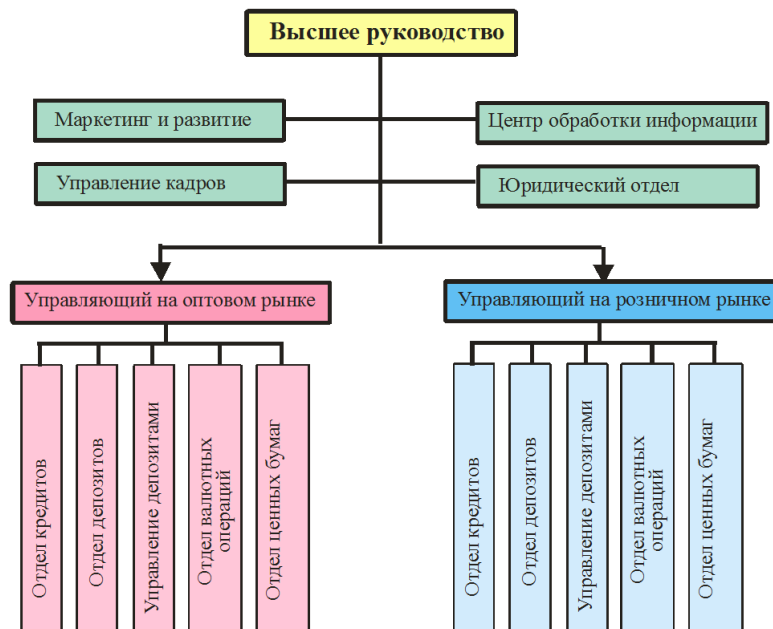 Высшее руководство
Маркетинг и развитие
Центр обработки информации
Управление кадров
Юридический отдел
Управляющий на оптовом рынке
Управляющий на розничном рынке
Отдел кредитов
Отдел депозитов
Управление депозитами
Отдел валютных
операций
Отдел ценных бумаг
Отдел кредитов
Отдел депозитов
Управление депозитами
Отдел валютных
операций
Отдел ценных бумаг